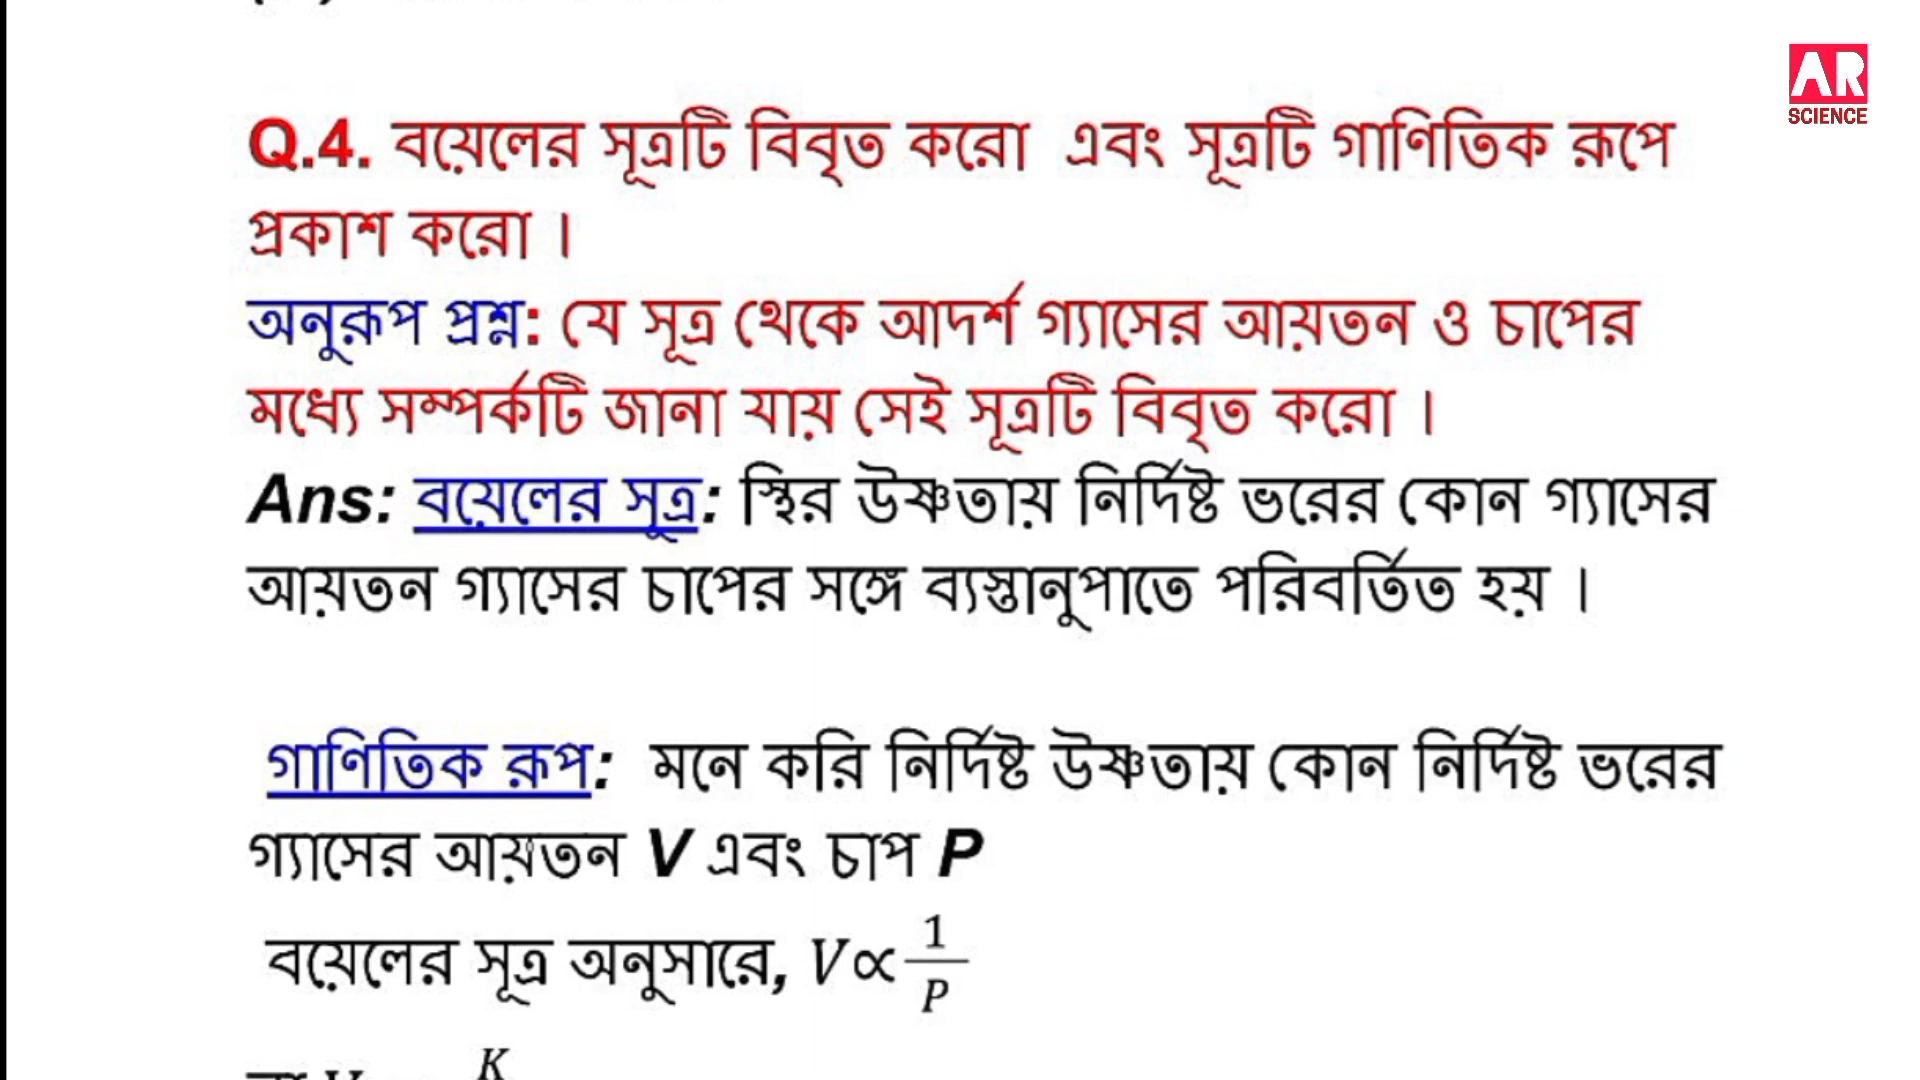 AR
SCIENCE
Q.4. বয়েলের সূত্রটি বিবৃত করো এবং সূত্রটি গাণিতিক রূপে
প্রকাশ করো ।
অনুরূপ প্রশ্ন: যে সূত্র থেকে আদর্শ গ্যাসের আয়তন ও চাপের
মধ্যে সম্পর্কটি জানা যায় সেই সূত্রটি বিবৃত করো ।
Ans: বয়েলের সূত্র: স্থির উষ্ণতায় নির্দিষ্ট ভরের কোন গ্যাসের
আয়তন গ্যাসের চাপের সঙ্গে ব্যস্তানুপাতে পরিবর্তিত হয় ।
গাণিতিক রূপ: মনে করি নির্দিষ্ট উষ্ণতায় কোন নির্দিষ্ট ভরের
গ্যাসের আয়তন V এবং চাপ P
বয়েলের সূত্র অনুসারে, V∝ 1/P
K